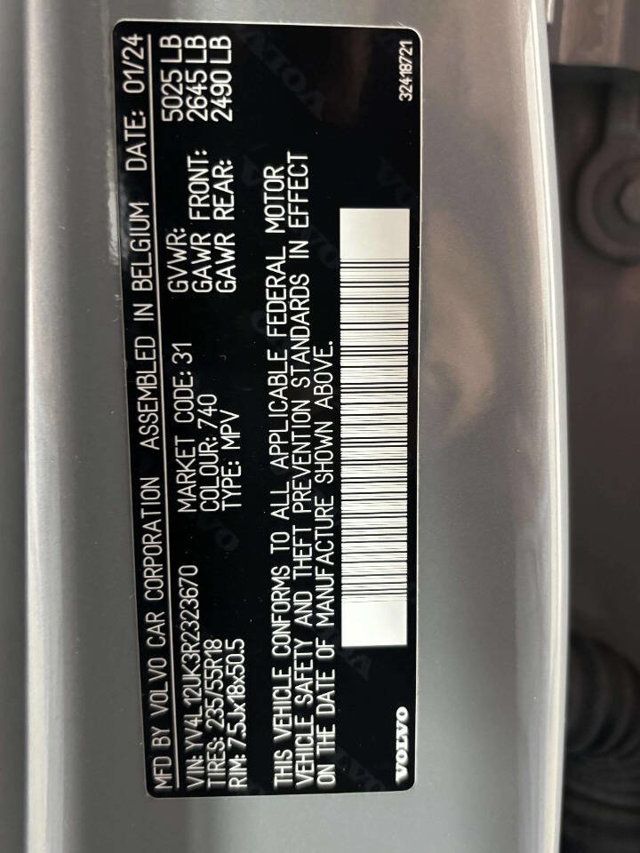 MFD BY VOLVO CAR CORPORATION ASSEMBLED IN BELGIUM DATE: 01/24
VIN: YV4L12UK3R2323670 MARKET CODE: 31 GVWR: 5025 LB
TIRES: 235/55R18 COLOUR: 740 GAWR FRONT: 2645 LB
RIM: 7.5Jx18x50.5 TYPE: MPV GAWR REAR: 2490 LB
THIS VEHICLE CONFORMS TO ALL APPLICABLE FEDERAL MOTOR
VEHICLE SAFETY AND THEFT PREVENTION STANDARDS IN EFFECT
ON THE DATE OF MANUFACTURE SHOWN ABOVE.
VOLVO 32418721